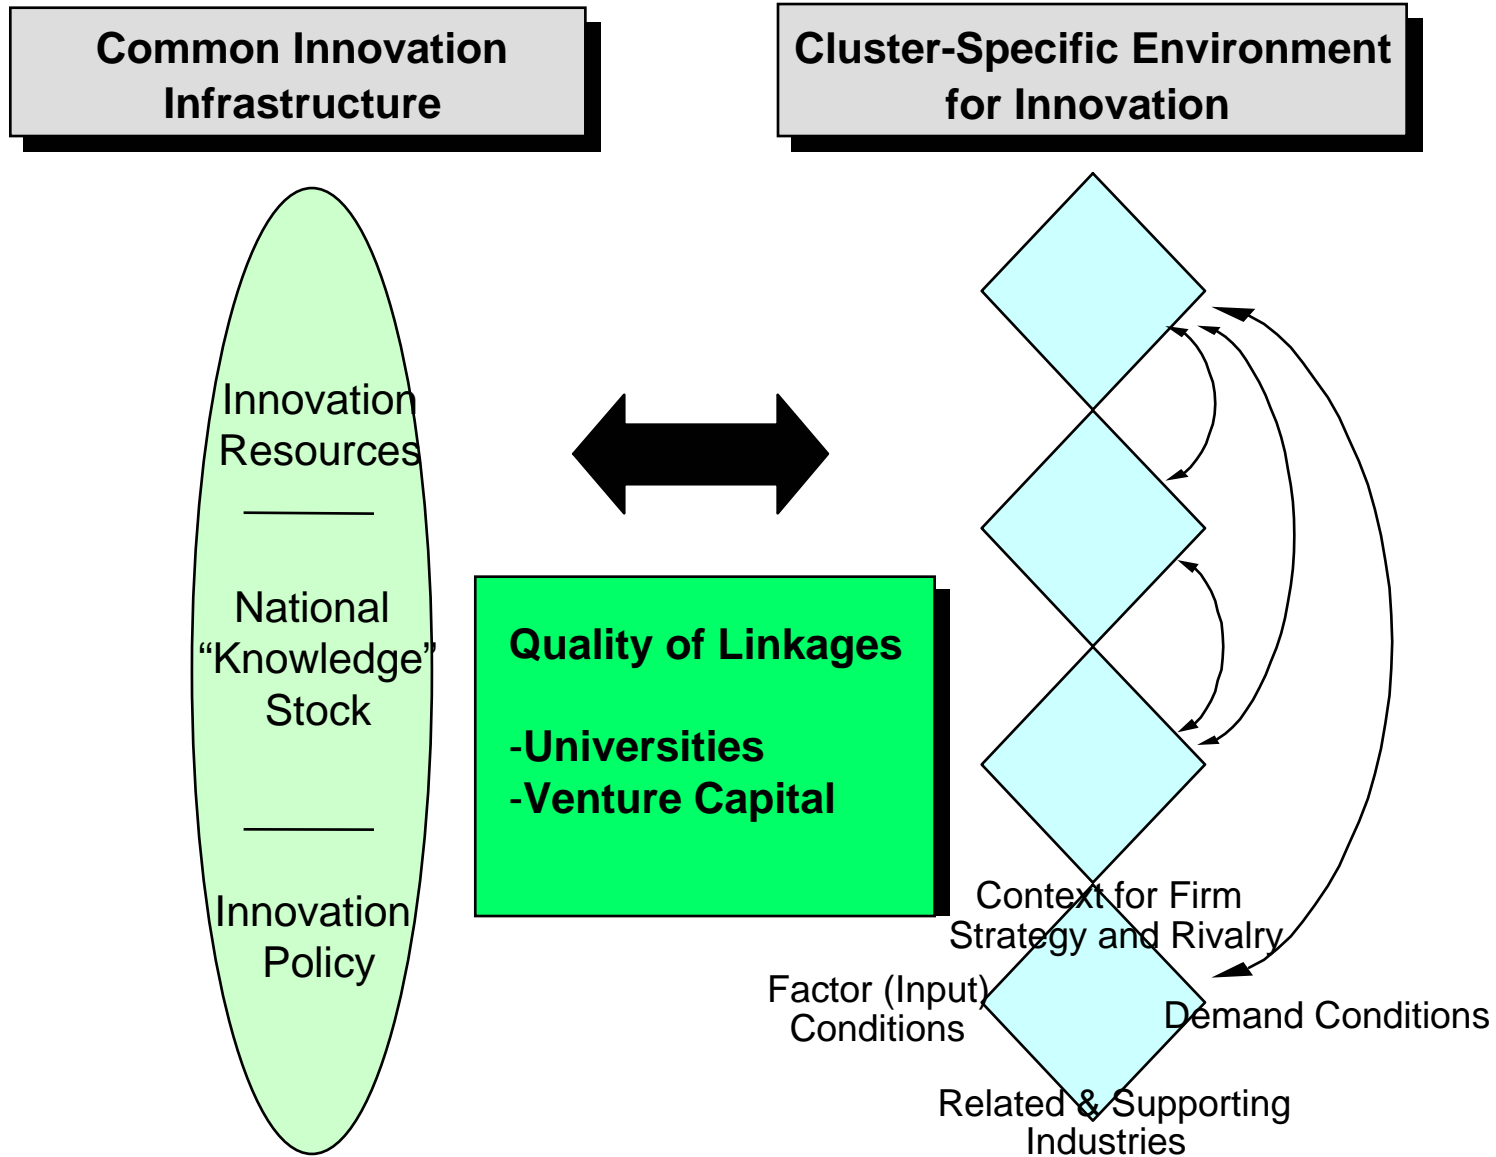 Common Innovation
Infrastructure
Cluster-Specific Environment
for Innovation
Innovation
Resources
National
“Knowledge”
Stock
Innovation
Policy
Quality of Linkages
-Universities
-Venture Capital
Context for Firm
Strategy and Rivalry
Factor (Input)
Conditions
Demand Conditions
Related & Supporting
Industries